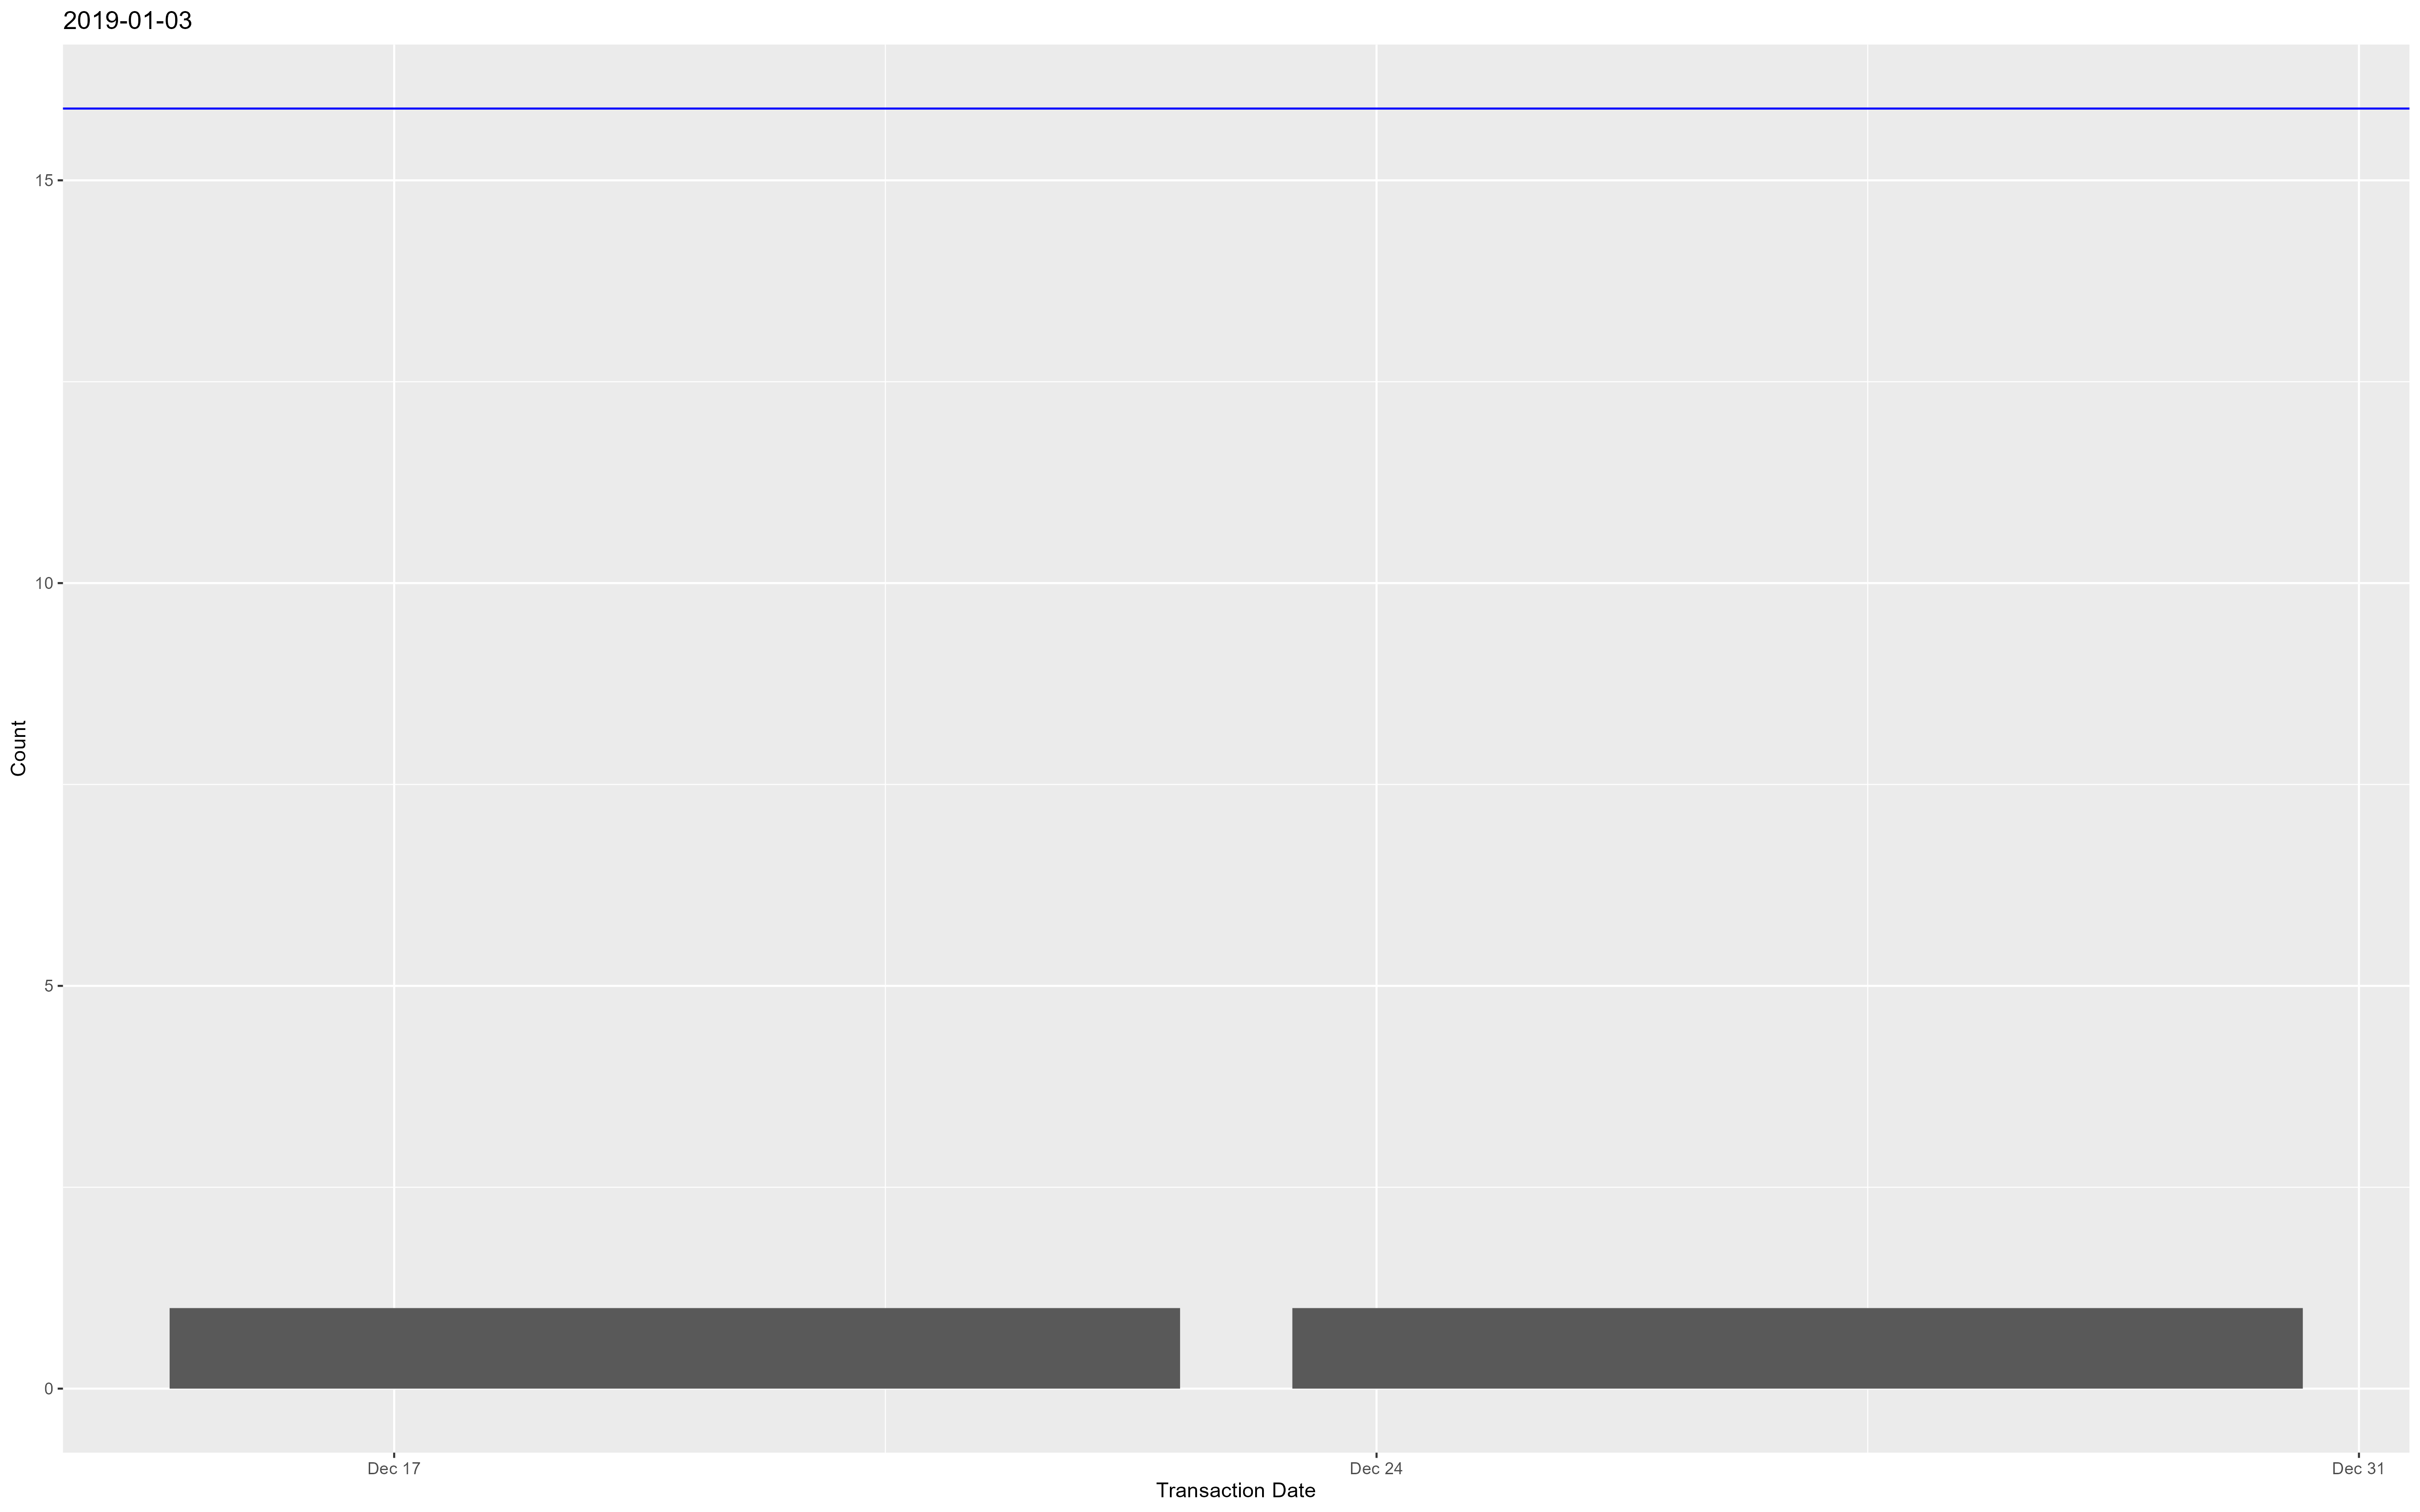 2019-01-03
15
10
5
0
Count
Dec 17
Dec 24
Dec 31
Transaction Date